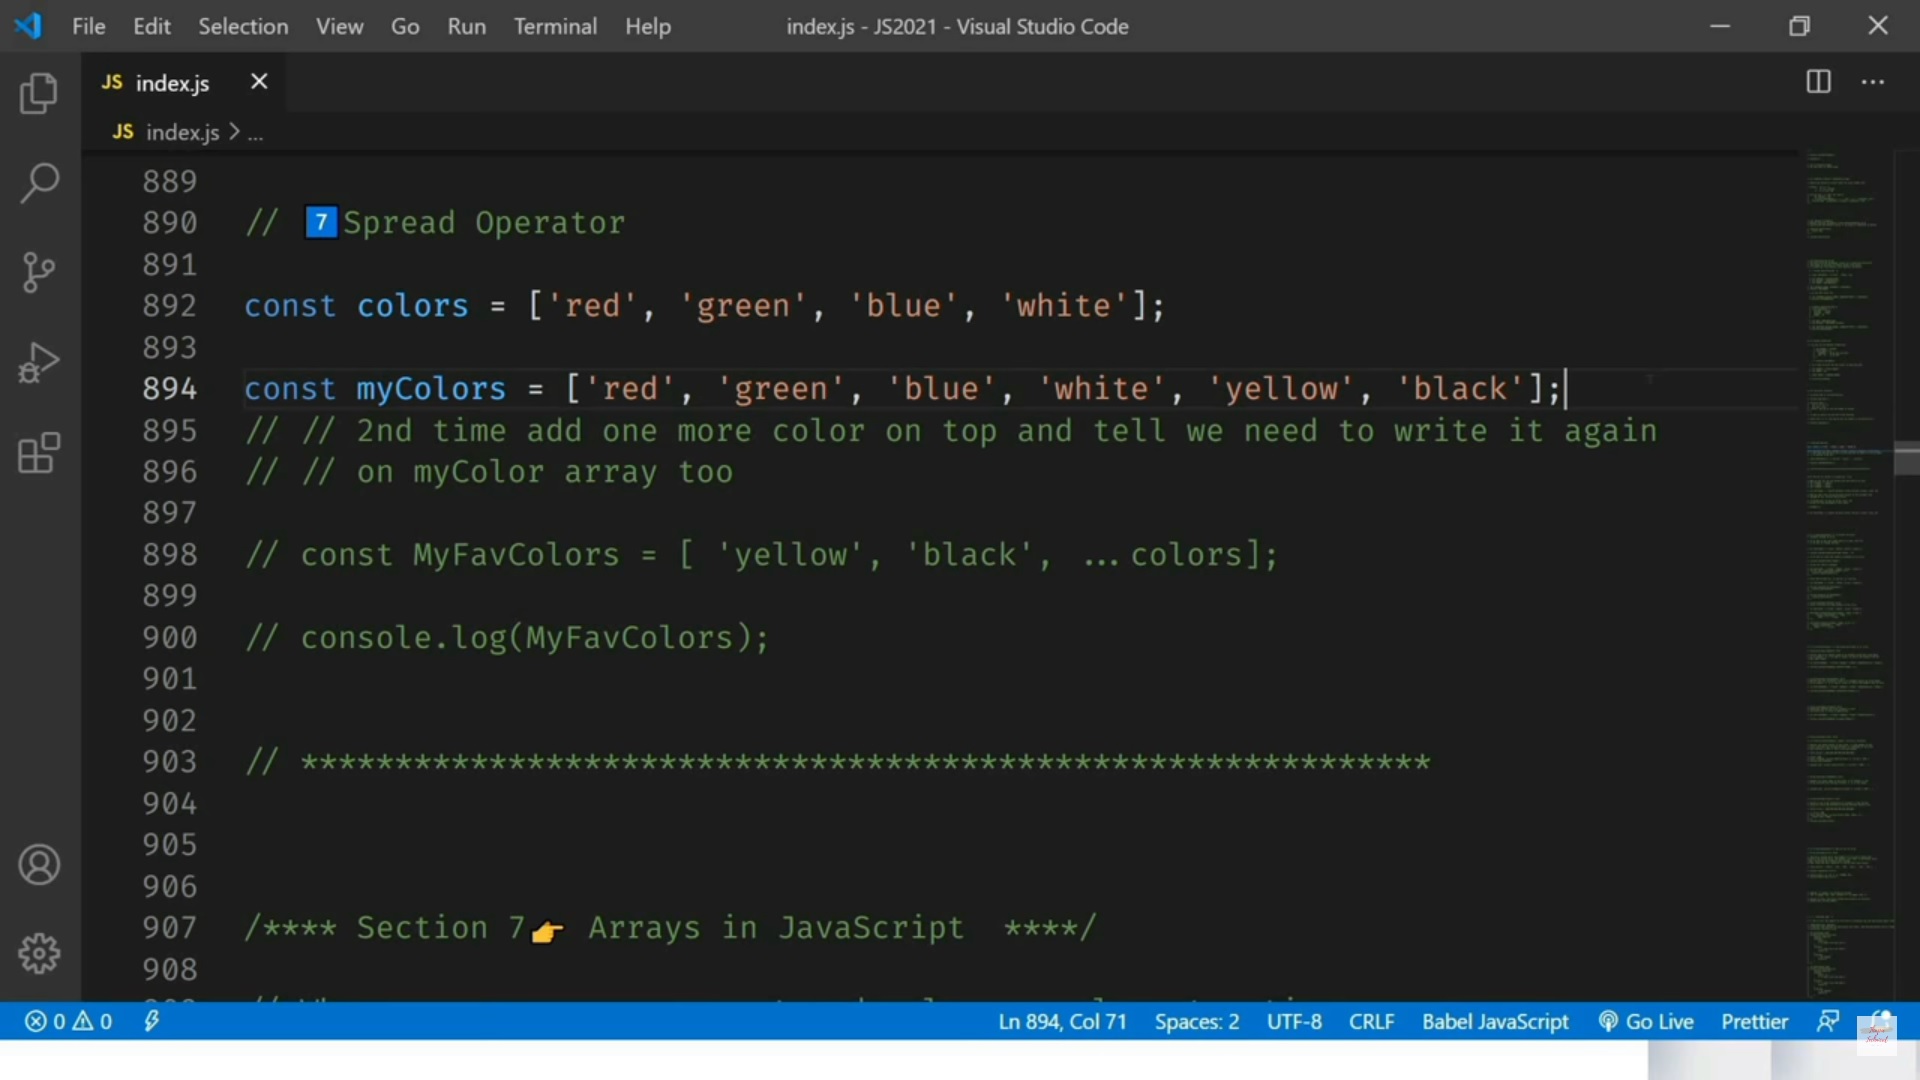 File Edit Selection View Go Run Terminal Help index.js - JS2021 - Visual Studio Code
JS index.js
JS index.js > ...
889
890 // 7 Spread Operator
891
892 const colors = ['red', 'green', 'blue', 'white'];
893
894 const myColors = ['red', 'green', 'blue', 'white', 'yellow', 'black'];
895 // // 2nd time add one more color on top and tell we need to write it again
896 // // on myColor array too
897
898 // const MyFavColors = [ 'yellow', 'black', ...colors];
899
900 // console.log(MyFavColors);
901
902
903 // ************************************************************
904
905
906
907 /**** Section 7👉 Arrays in JavaScript ****/
908
0 0 Ln 894, Col 71 Spaces: 2 UTF-8 CRLF Babel JavaScript Go Live Prettier